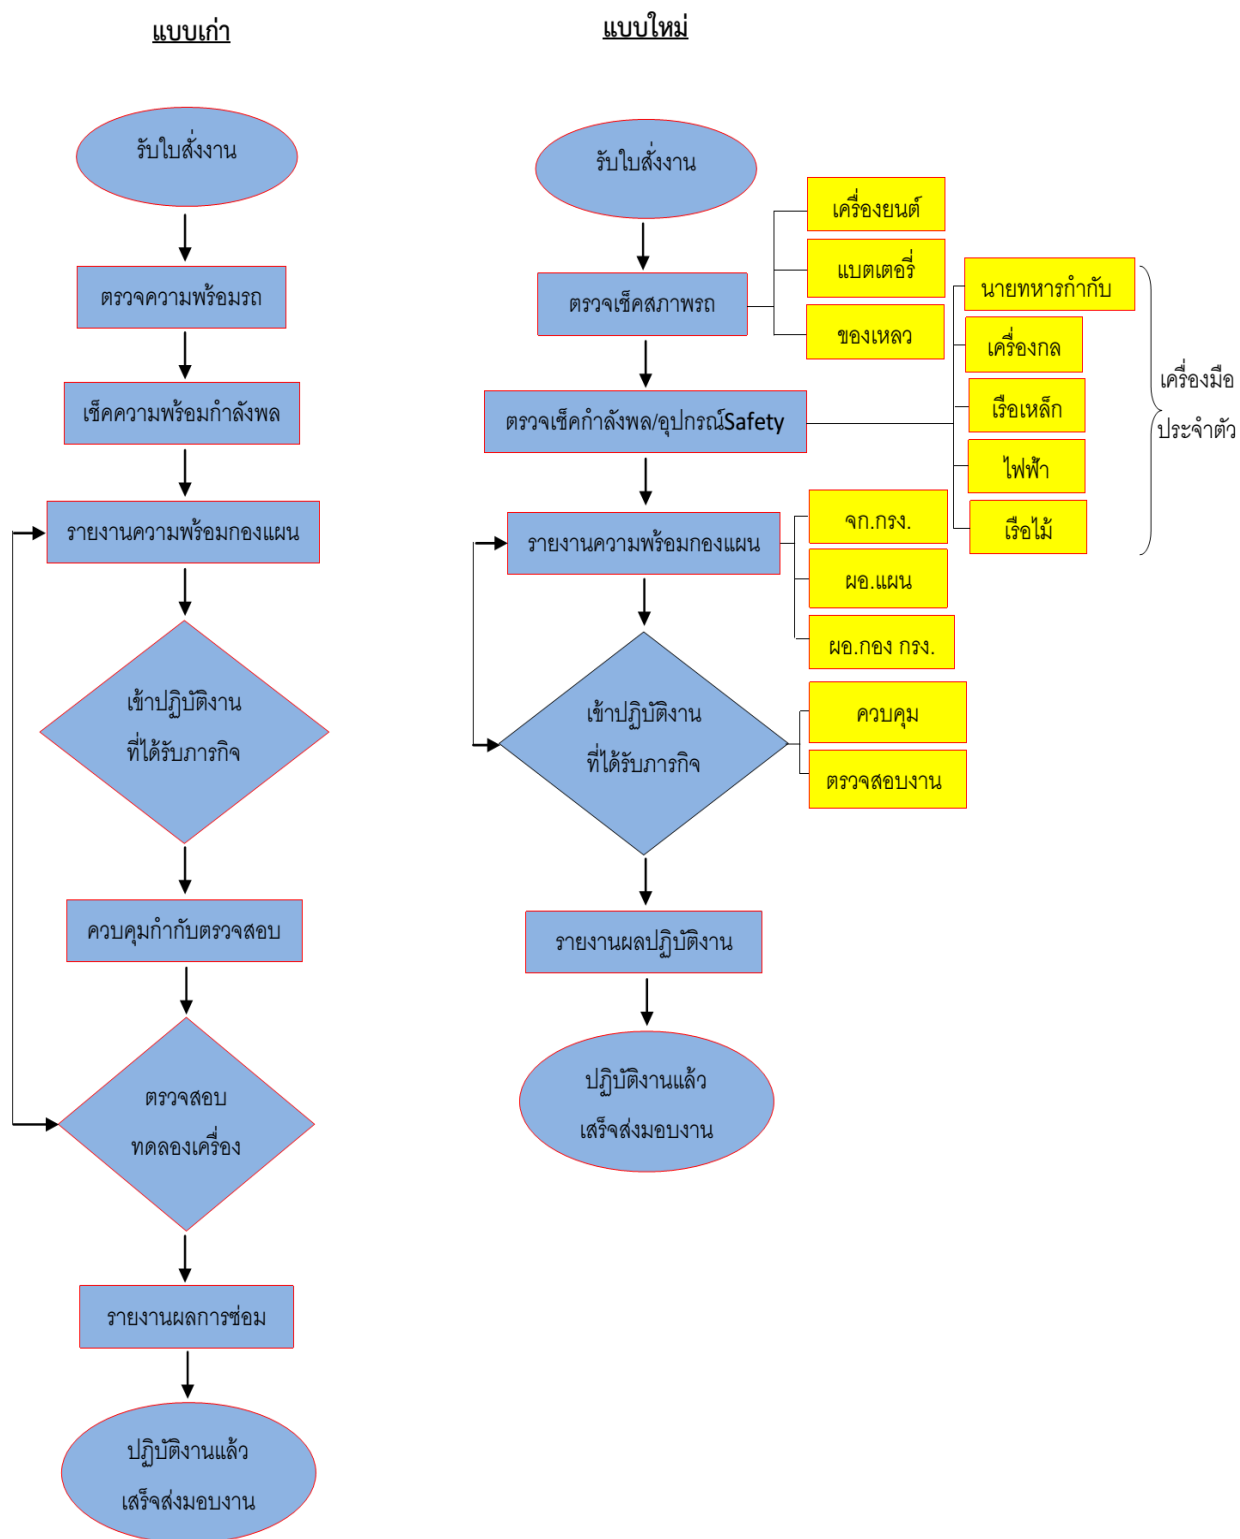 แบบเก่า
รับใบสั่งงาน
ตรวจความพร้อมรถ
เช็คความพร้อมกำลังพล
รายงานความพร้อมกองแผน
เข้าปฏิบัติงาน
ที่ได้รับภารกิจ
ควบคุมกำกับตรวจสอบ
ตรวจสอบ
ทดลองเครื่อง
รายงานผลการซ่อม
ปฏิบัติงานแล้ว
เสร็จส่งมอบงาน
แบบใหม่
รับใบสั่งงาน
ตรวจเช็คสภาพรถ
เครื่องยนต์
แบตเตอรี่
ของเหลว
ตรวจเช็คกำลังพล/อุปกรณ์Safety
นายทหารกำกับ
เครื่องกล
เรือเหล็ก
ไฟฟ้า
เรือไม้
เครื่องมือ
ประจำตัว
รายงานความพร้อมกองแผน
จก.กรง.
ผอ.แผน
ผอ.กอง กรง.
เข้าปฏิบัติงาน
ที่ได้รับภารกิจ
ควบคุม
ตรวจสอบงาน
รายงานผลปฏิบัติงาน
ปฏิบัติงานแล้ว
เสร็จส่งมอบงาน